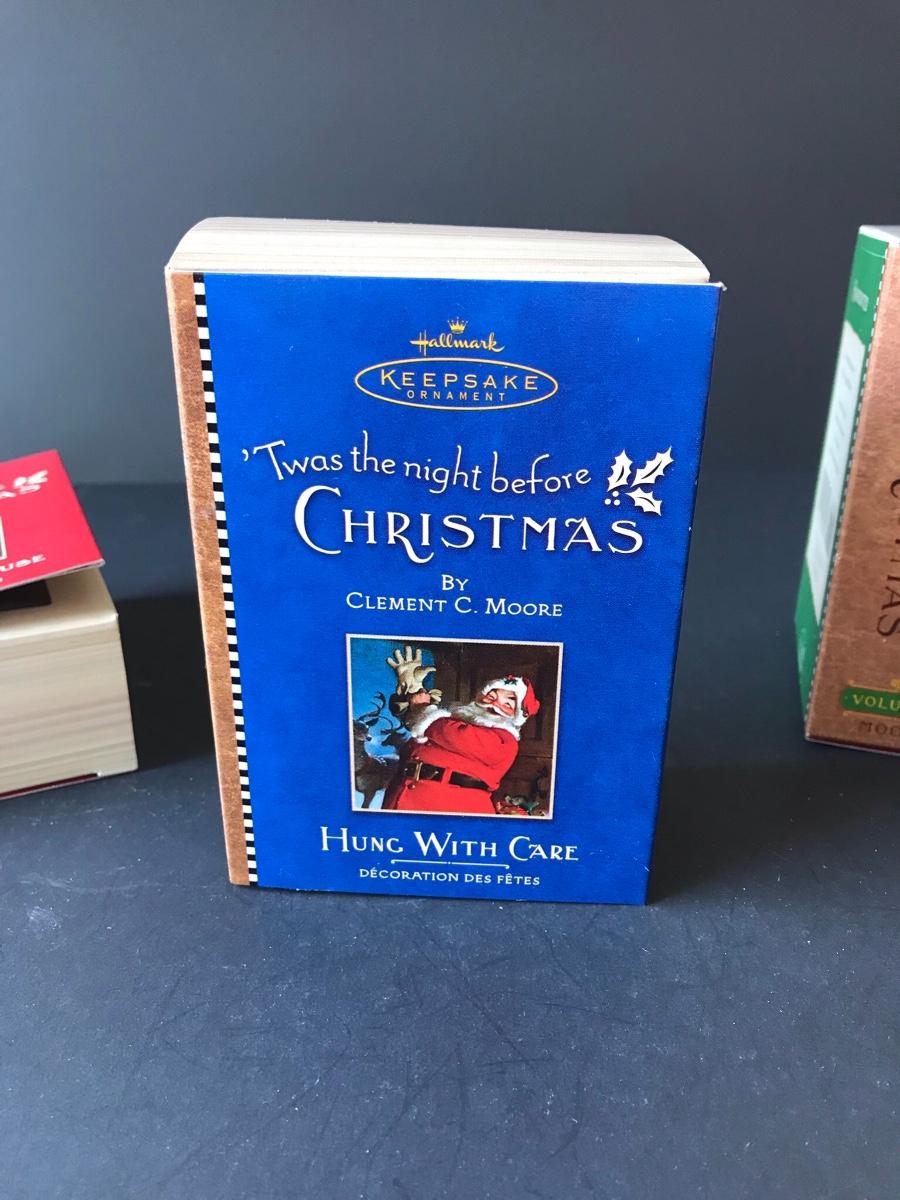 Hallmark
KEEPSAKE
ORNAMENT
'Twas the night before
CHRISTMAS
BY
CLEMENT C. MOORE
HUNG WITH CARE
DÉCORATION DES FÊTES